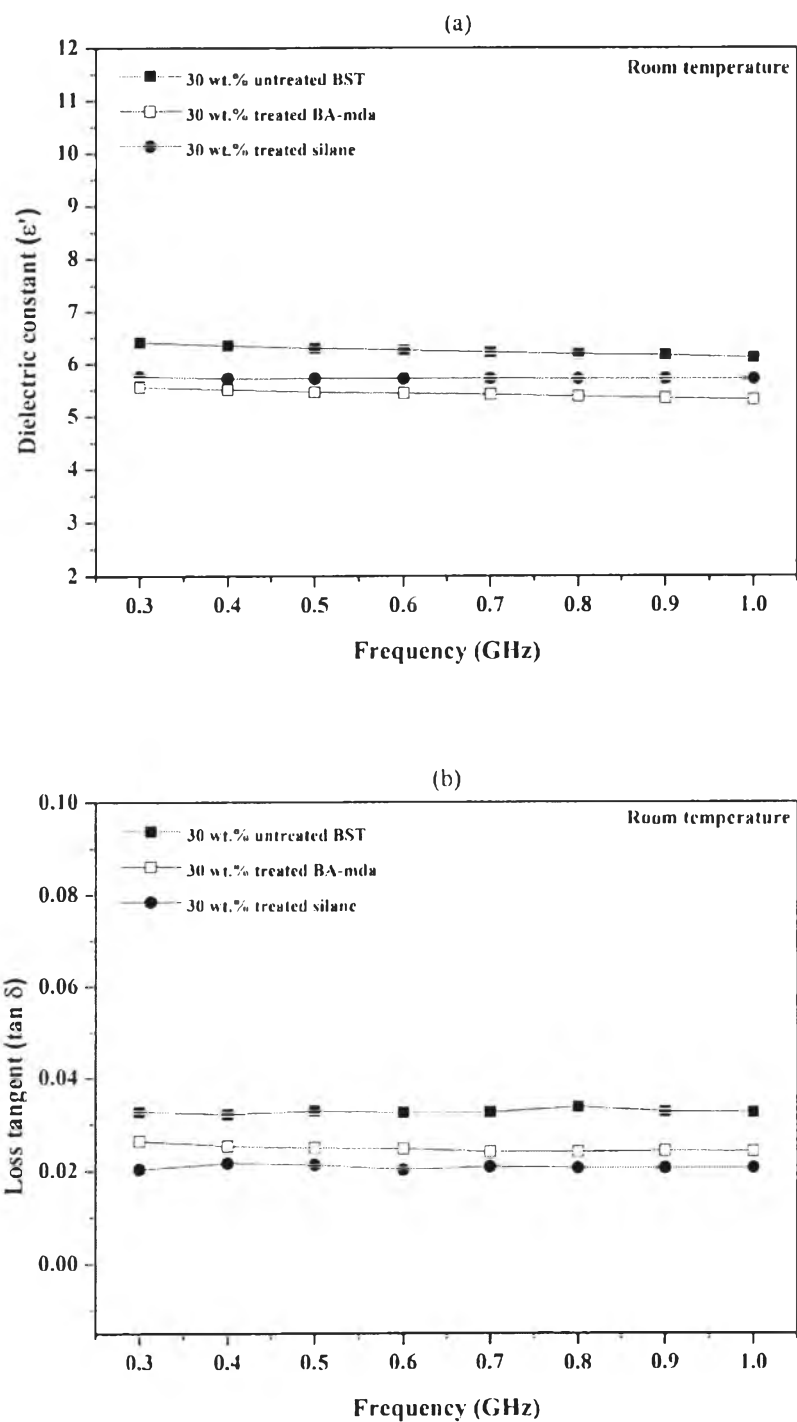 (a)
12
11
10
9
8
7
6
5
4
3
2
Dielectric constant (ε')
30 wt.% untreated BST
30 wt.% treated BA-mda
30 wt.% treated silane
Room temperature
0.3 0.4 0.5 0.6 0.7 0.8 0.9 1.0
Frequency (GHz)
(b)
0.10
0.08
0.06
0.04
0.02
0.00
Loss tangent (tan δ)
30 wt.% untreated BST
30 wt.% treated BA-mda
30 wt.% treated silane
Room temperature
0.3 0.4 0.5 0.6 0.7 0.8 0.9 1.0
Frequency (GHz)